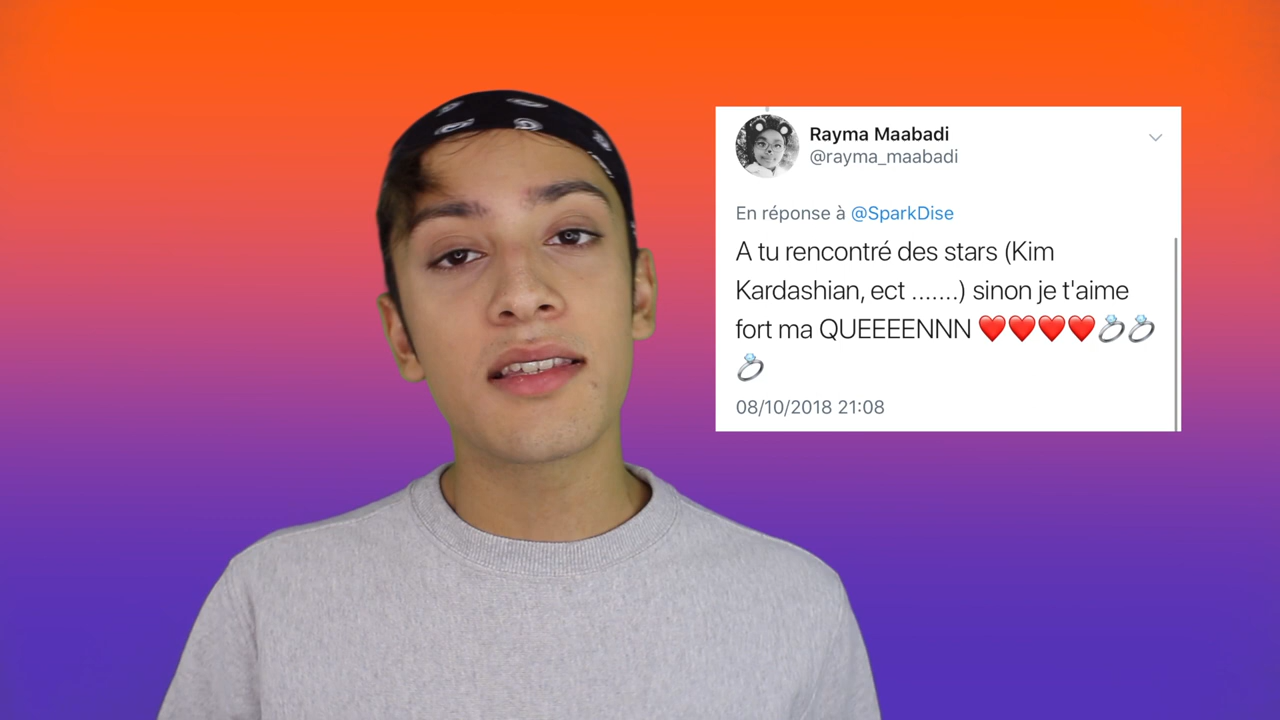 Rayma Maabadi
@rayma_maabadi
En réponse à @SparkDise
A tu rencontré des stars (Kim
Kardashian, ect .......) sinon je t'aime
fort ma QUEEEENNN ❤️❤️❤️❤️💍💍
💍
08/10/2018 21:08